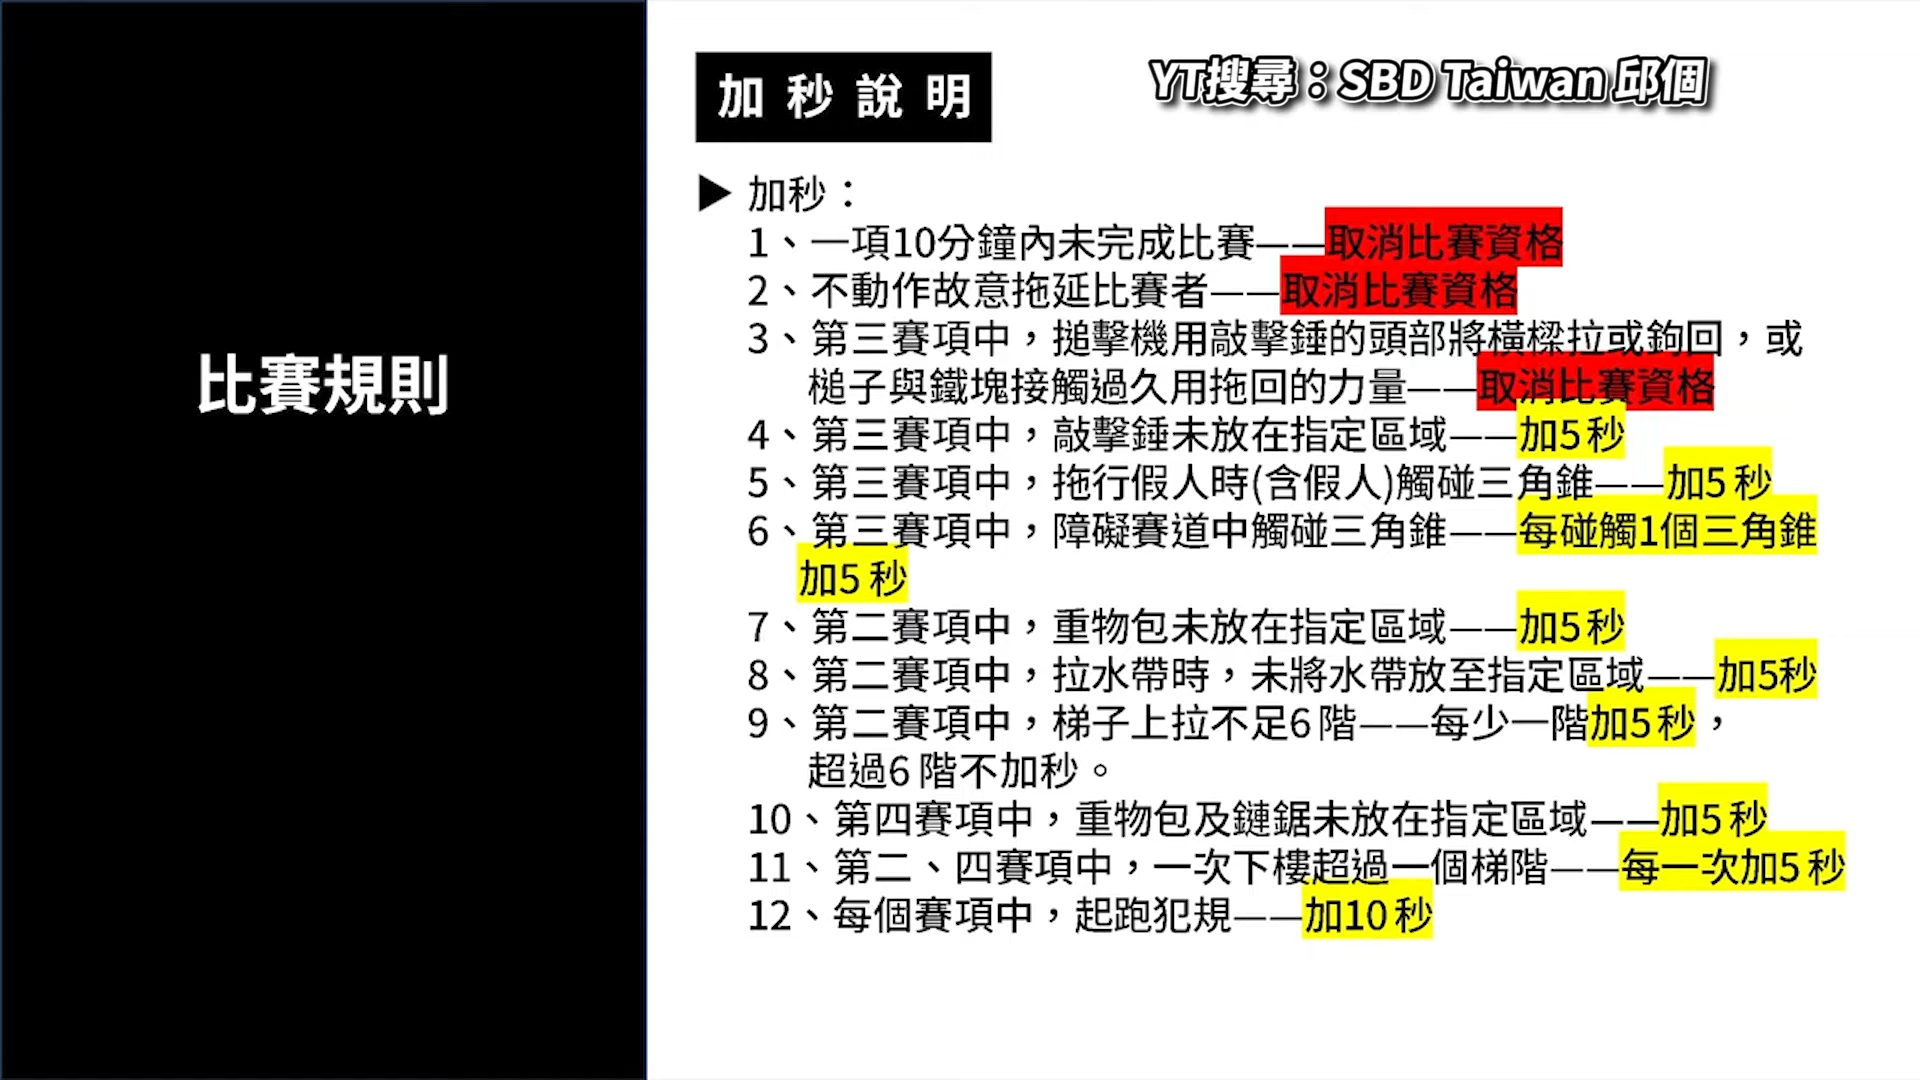 加秒說明
YT搜尋：SBD Taiwan 邱個
比賽規則
▶ 加秒：
1、一項10分鐘內未完成比賽——取消比賽資格
2、不動作故意拖延比賽者——取消比賽資格
3、第三賽項中，搥擊機用敲擊錘的頭部將橫樑拉或鉤回，或
槌子與鐵塊接觸過久用拖回的力量——取消比賽資格
4、第三賽項中，敲擊錘未放在指定區域——加5秒
5、第三賽項中，拖行假人時(含假人)觸碰三角錐——加5秒
6、第三賽項中，障礙賽道中觸碰三角錐——每碰觸1個三角錐
加5秒
7、第二賽項中，重物包未放在指定區域——加5秒
8、第二賽項中，拉水帶時，未將水帶放至指定區域——加5秒
9、第二賽項中，梯子上拉不足6階——每少一階加5秒，
超過6階不加秒。
10、第四賽項中，重物包及鏈鋸未放在指定區域——加5秒
11、第二、四賽項中，一次下樓超過一個梯階——每一次加5秒
12、每個賽項中，起跑犯規——加10秒